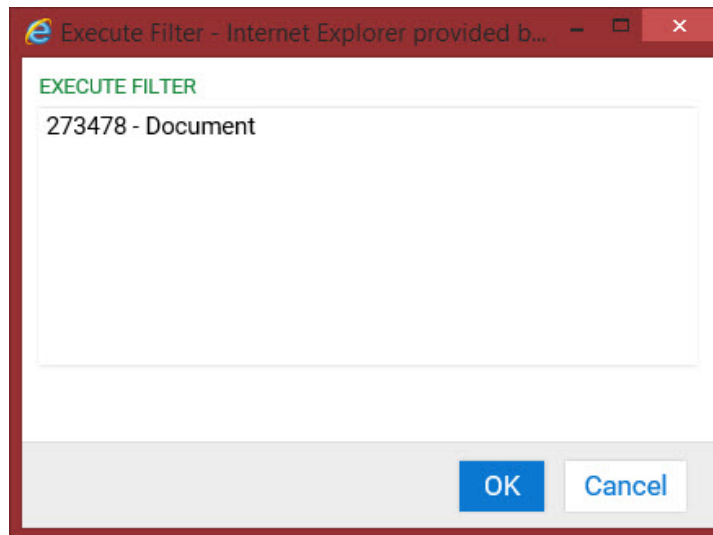 Execute Filter - Internet Explorer provided b...
EXECUTE FILTER
273478 - Document
OK
Cancel